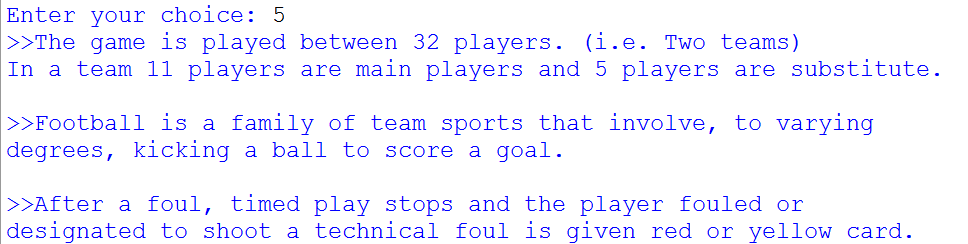 Enter your choice: 5
>>The game is played between 32 players. (i.e. Two teams)
In a team 11 players are main players and 5 players are substitute.
>>Football is a family of team sports that involve, to varying
degrees, kicking a ball to score a goal.
>>After a foul, timed play stops and the player fouled or
designated to shoot a technical foul is given red or yellow card.